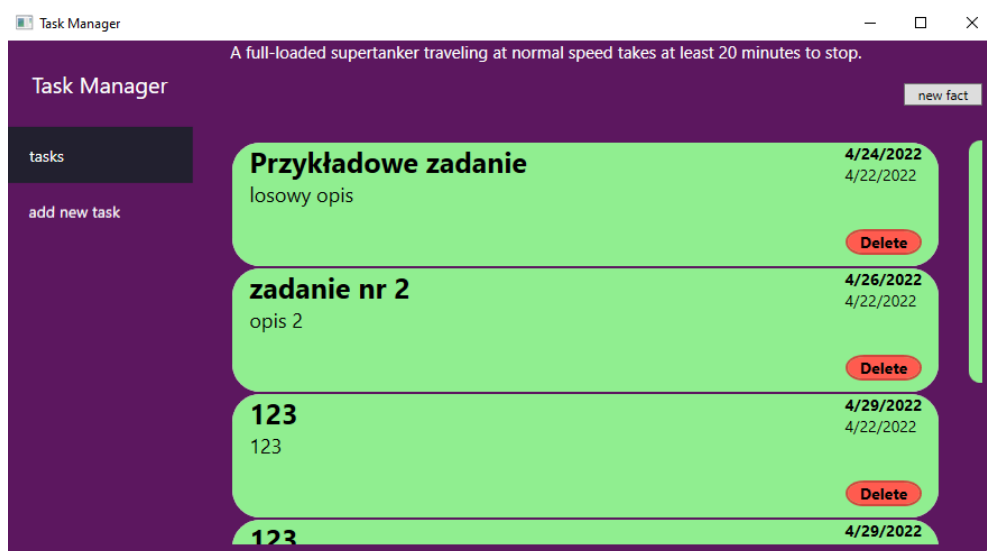 Task Manager
A full-loaded supertanker traveling at normal speed takes at least 20 minutes to stop.
Task Manager
new fact
tasks
add new task
Przykładowe zadanie
4/24/2022
losowy opis
4/22/2022
Delete
zadanie nr 2
4/26/2022
opis 2
4/22/2022
Delete
123
4/29/2022
123
4/22/2022
Delete
123
4/29/2022